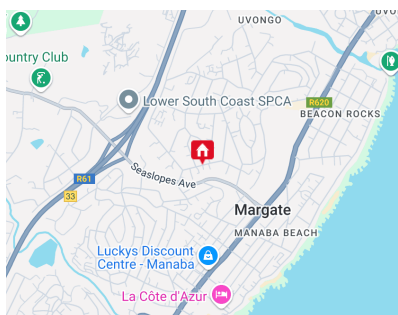 UVONGO
ountry Club
Lower South Coast SPCA
R620
BEACON ROCKS
R61
Seaslopes Ave
33
Margate
MANABA BEACH
Luckys Discount
Centre - Manaba
La Côte d'Azur